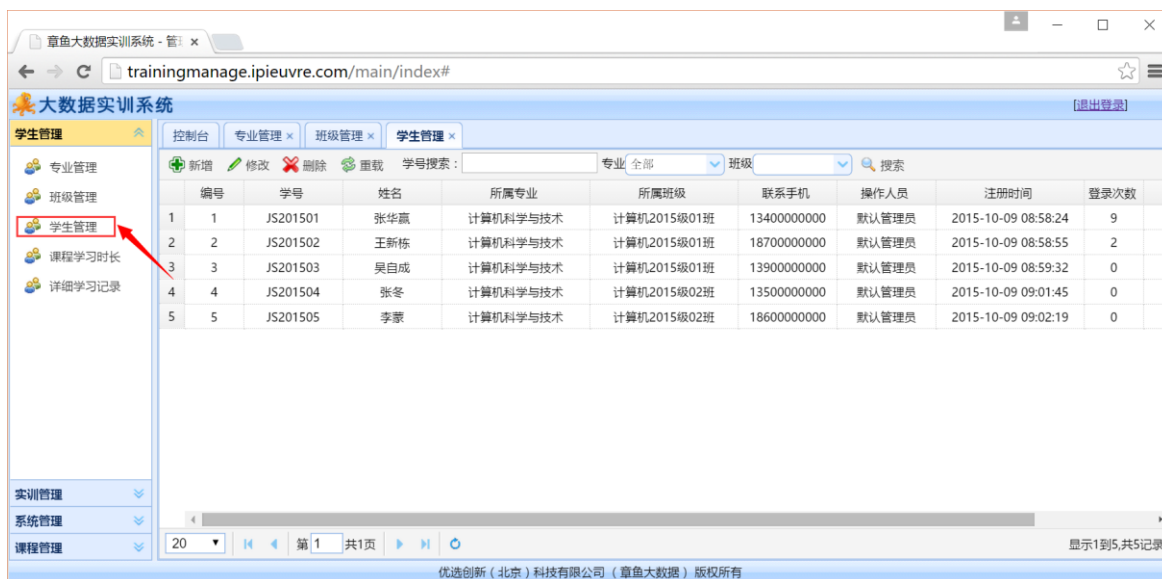 章鱼大数据实训系统 - 管
trainingmanage.ipieuvre.com/main/index#
大数据实训系统 [退出登录]
学生管理 控制台 专业管理 班级管理 学生管理
专业管理 新增 修改 删除 重载 学号搜索： 专业 全部 班级 搜索
班级管理 编号 学号 姓名 所属专业 所属班级 联系手机 操作人员 注册时间 登录次数
学生管理 1 1 JS201501 张华赢 计算机科学与技术 计算机2015级01班 13400000000 默认管理员 2015-10-09 08:58:24 9
2 2 JS201502 王新栋 计算机科学与技术 计算机2015级01班 18700000000 默认管理员 2015-10-09 08:58:55 2
课程学习时长 3 3 JS201503 吴自成 计算机科学与技术 计算机2015级01班 13900000000 默认管理员 2015-10-09 08:59:32 0
详细学习记录 4 4 JS201504 张冬 计算机科学与技术 计算机2015级02班 13500000000 默认管理员 2015-10-09 09:01:45 0
5 5 JS201505 李蒙 计算机科学与技术 计算机2015级02班 18600000000 默认管理员 2015-10-09 09:02:19 0
实训管理
系统管理
课程管理 20 第 1 共1页 显示1到5,共5记录
优选创新（北京）科技有限公司（章鱼大数据）版权所有